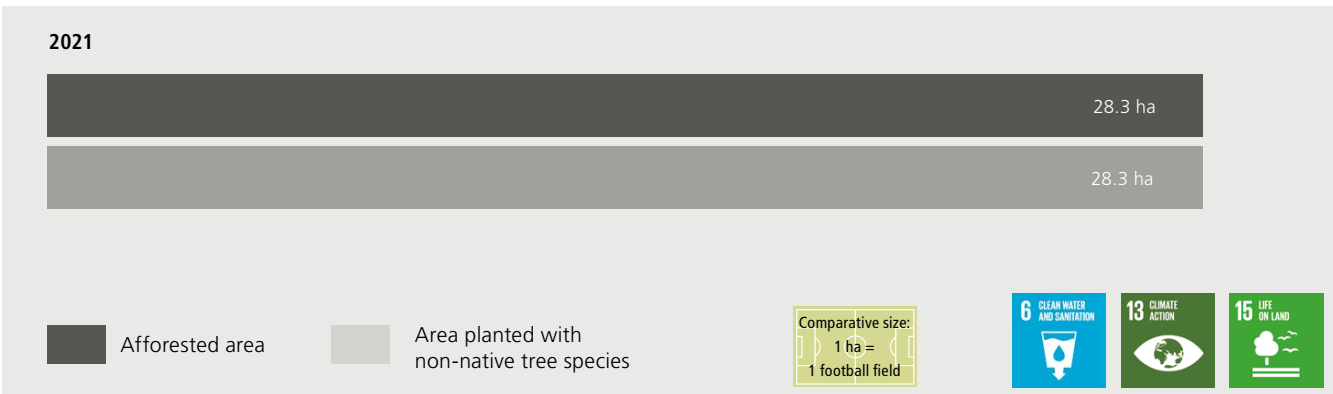 2021
28.3 ha
28.3 ha
Afforested area
Area planted with
non-native tree species
Comparative size:
1 ha =
1 football field
6 CLEAN WATER
AND SANITATION
13 CLIMATE
ACTION
15 LIFE
ON LAND